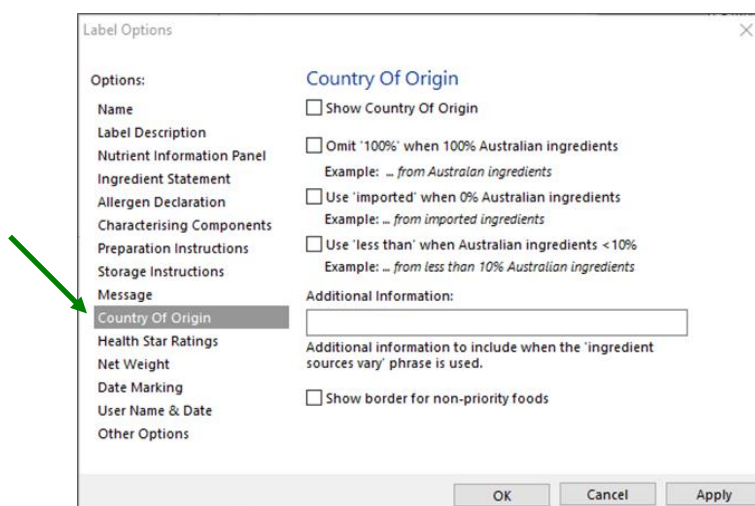 Label Options
Options:
Name
Label Description
Nutrient Information Panel
Ingredient Statement
Allergen Declaration
Characterising Components
Preparation Instructions
Storage Instructions
Message
Country Of Origin
Health Star Ratings
Net Weight
Date Marking
User Name & Date
Other Options
Country Of Origin
Show Country Of Origin
Omit '100%' when 100% Australian ingredients
Example: ... from Australan ingredients
Use 'imported' when 0% Australian ingredients
Example: ... from imported ingredients
Use 'less than' when Australian ingredients <10%
Example: ... from less than 10% Australian ingredients
Additional Information:
Additional information to include when the 'ingredient
sources vary' phrase is used.
Show border for non-priority foods
OK Cancel Apply